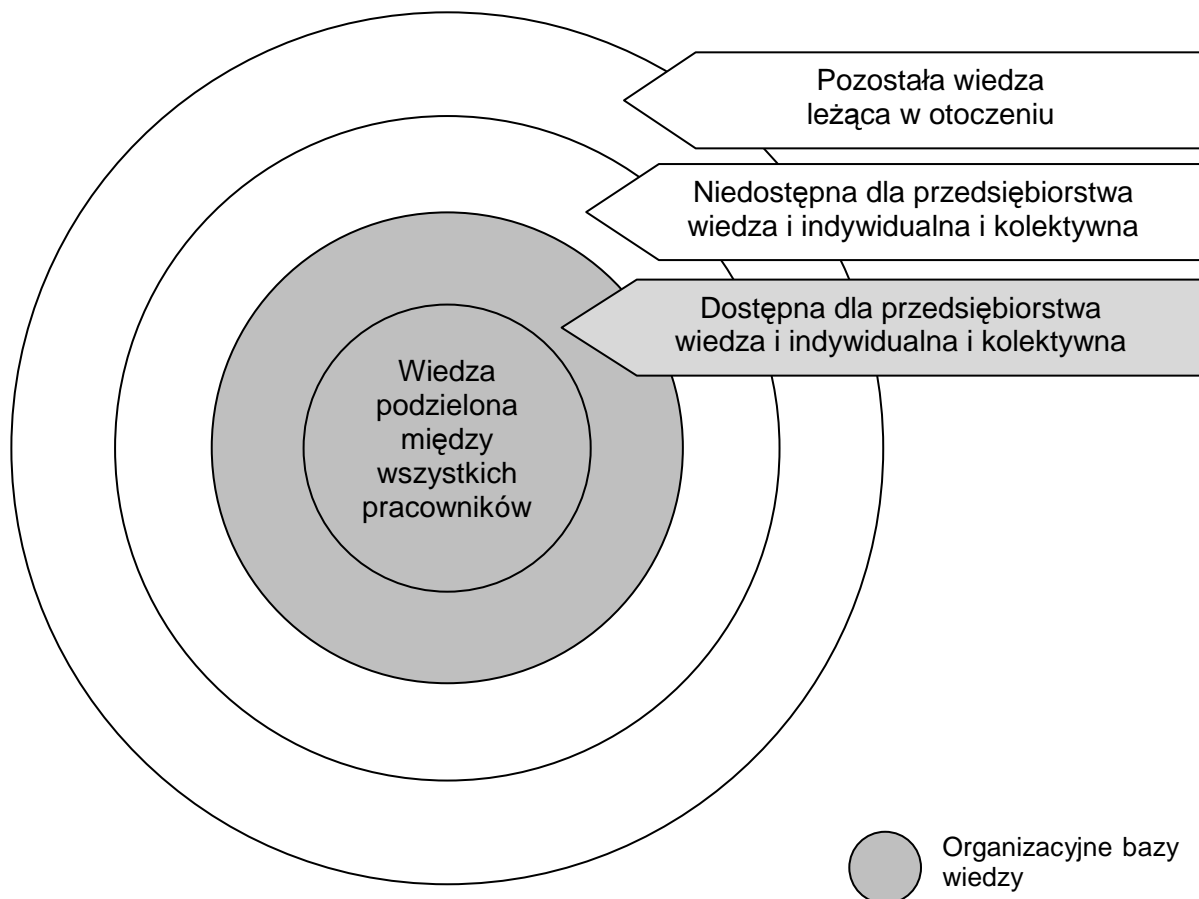 Pozostała wiedza
leżąca w otoczeniu
Niedostępna dla przedsiębiorstwa
wiedza i indywidualna i kolektywna
Dostępna dla przedsiębiorstwa
wiedza i indywidualna i kolektywna
Wiedza
podzielona
między
wszystkich
pracowników
Organizacyjne bazy
wiedzy